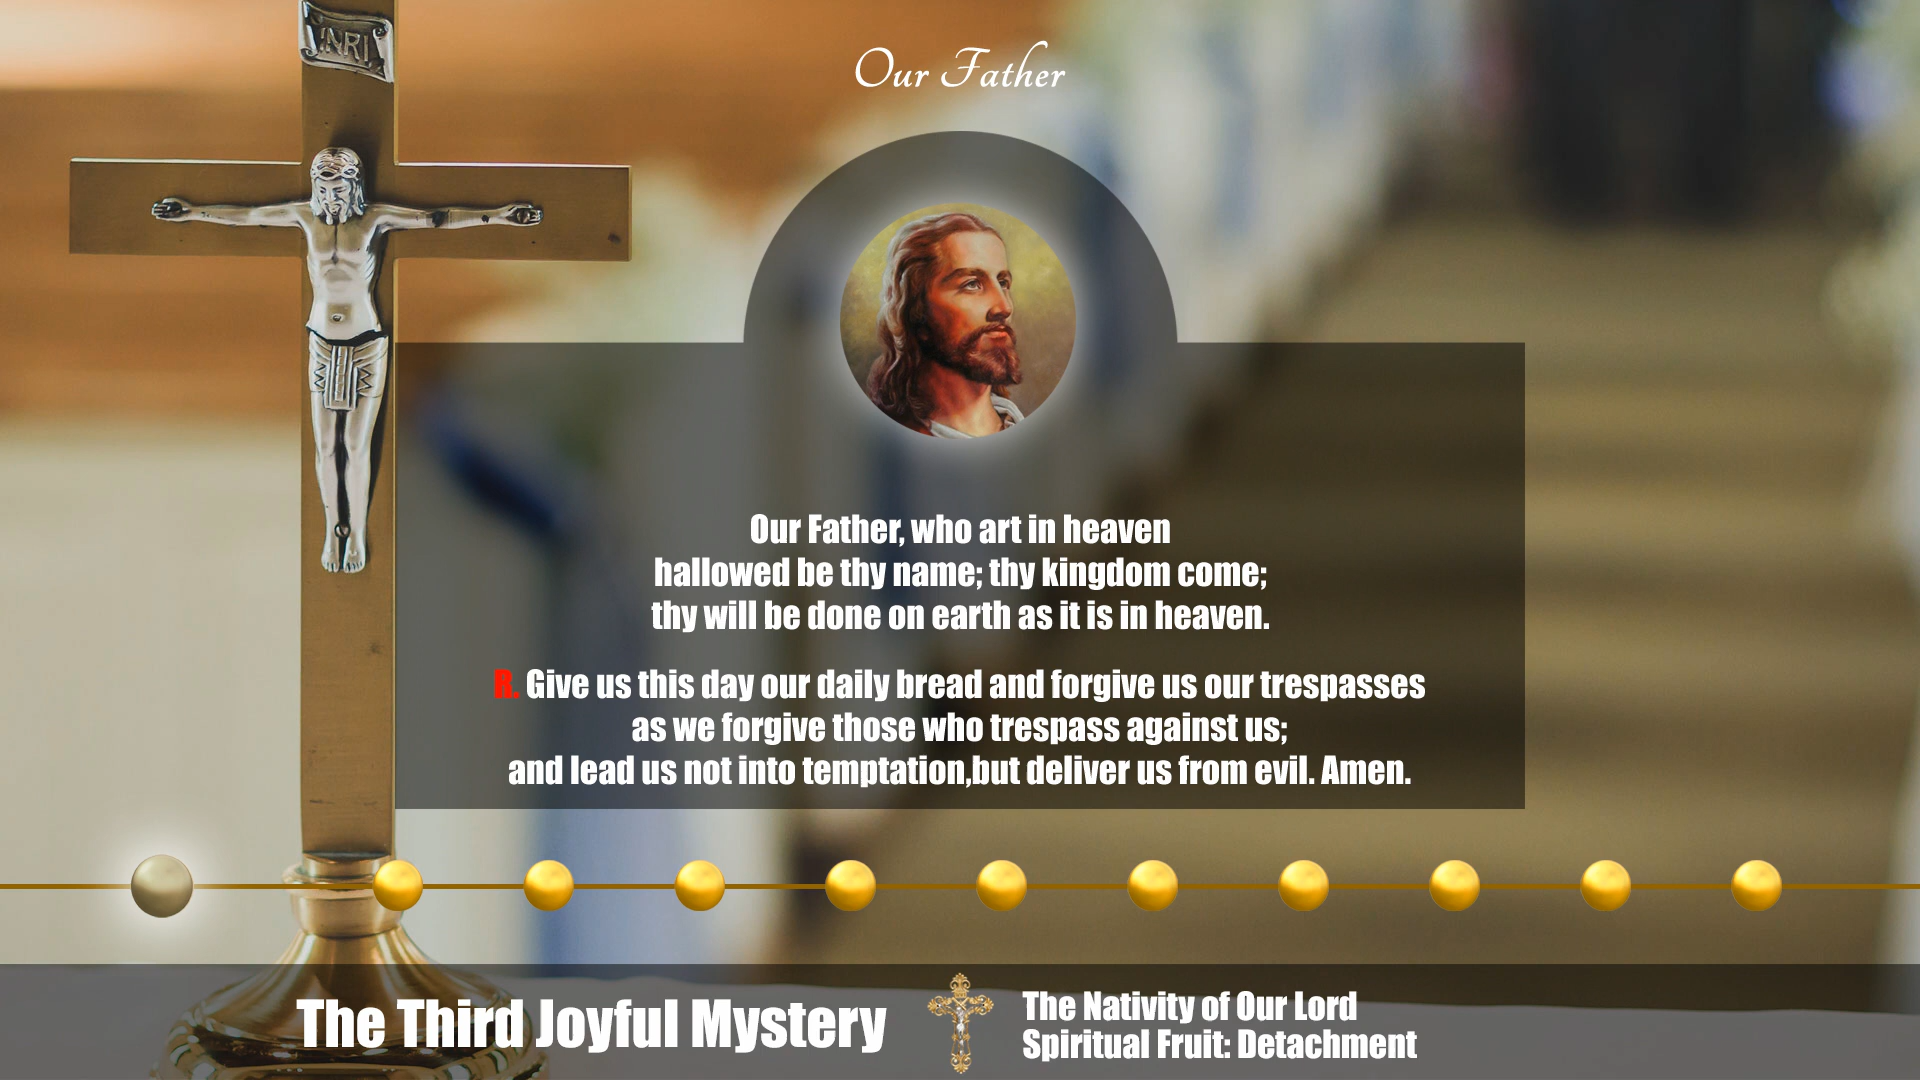 INRI
Our Father
Our Father, who art in heaven
hallowed be thy name; thy kingdom come;
thy will be done on earth as it is in heaven.
R. Give us this day our daily bread and forgive us our trespasses
as we forgive those who trespass against us;
and lead us not into temptation,but deliver us from evil. Amen.
The Third Joyful Mystery
The Nativity of Our Lord
Spiritual Fruit: Detachment